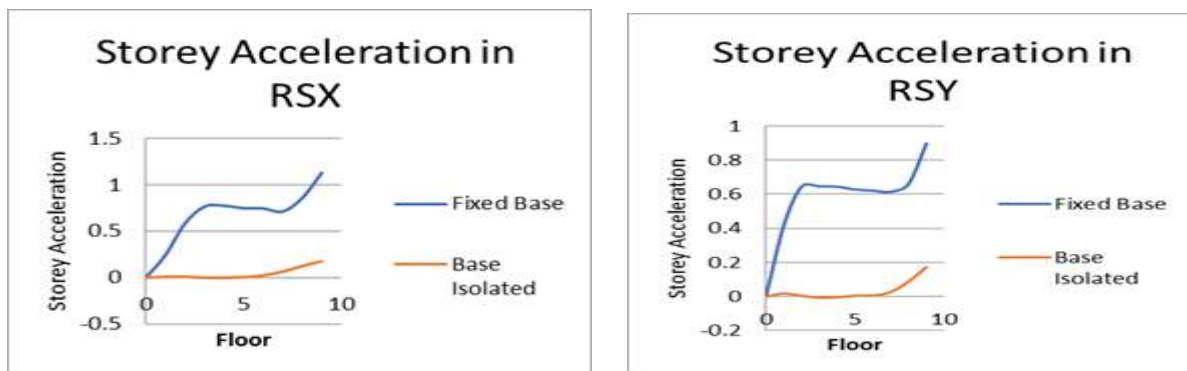 Storey Acceleration in
RSX
Storey Acceleration
1.5
1
0.5
0
-0.5
0
5
10
Floor
Fixed Base
Base
Isolated
Storey Acceleration in
RSY
Storey Acceleration
1
0.8
0.6
0.4
0.2
0
-0.2
0
5
10
Floor
Fixed Base
Base
Isolated